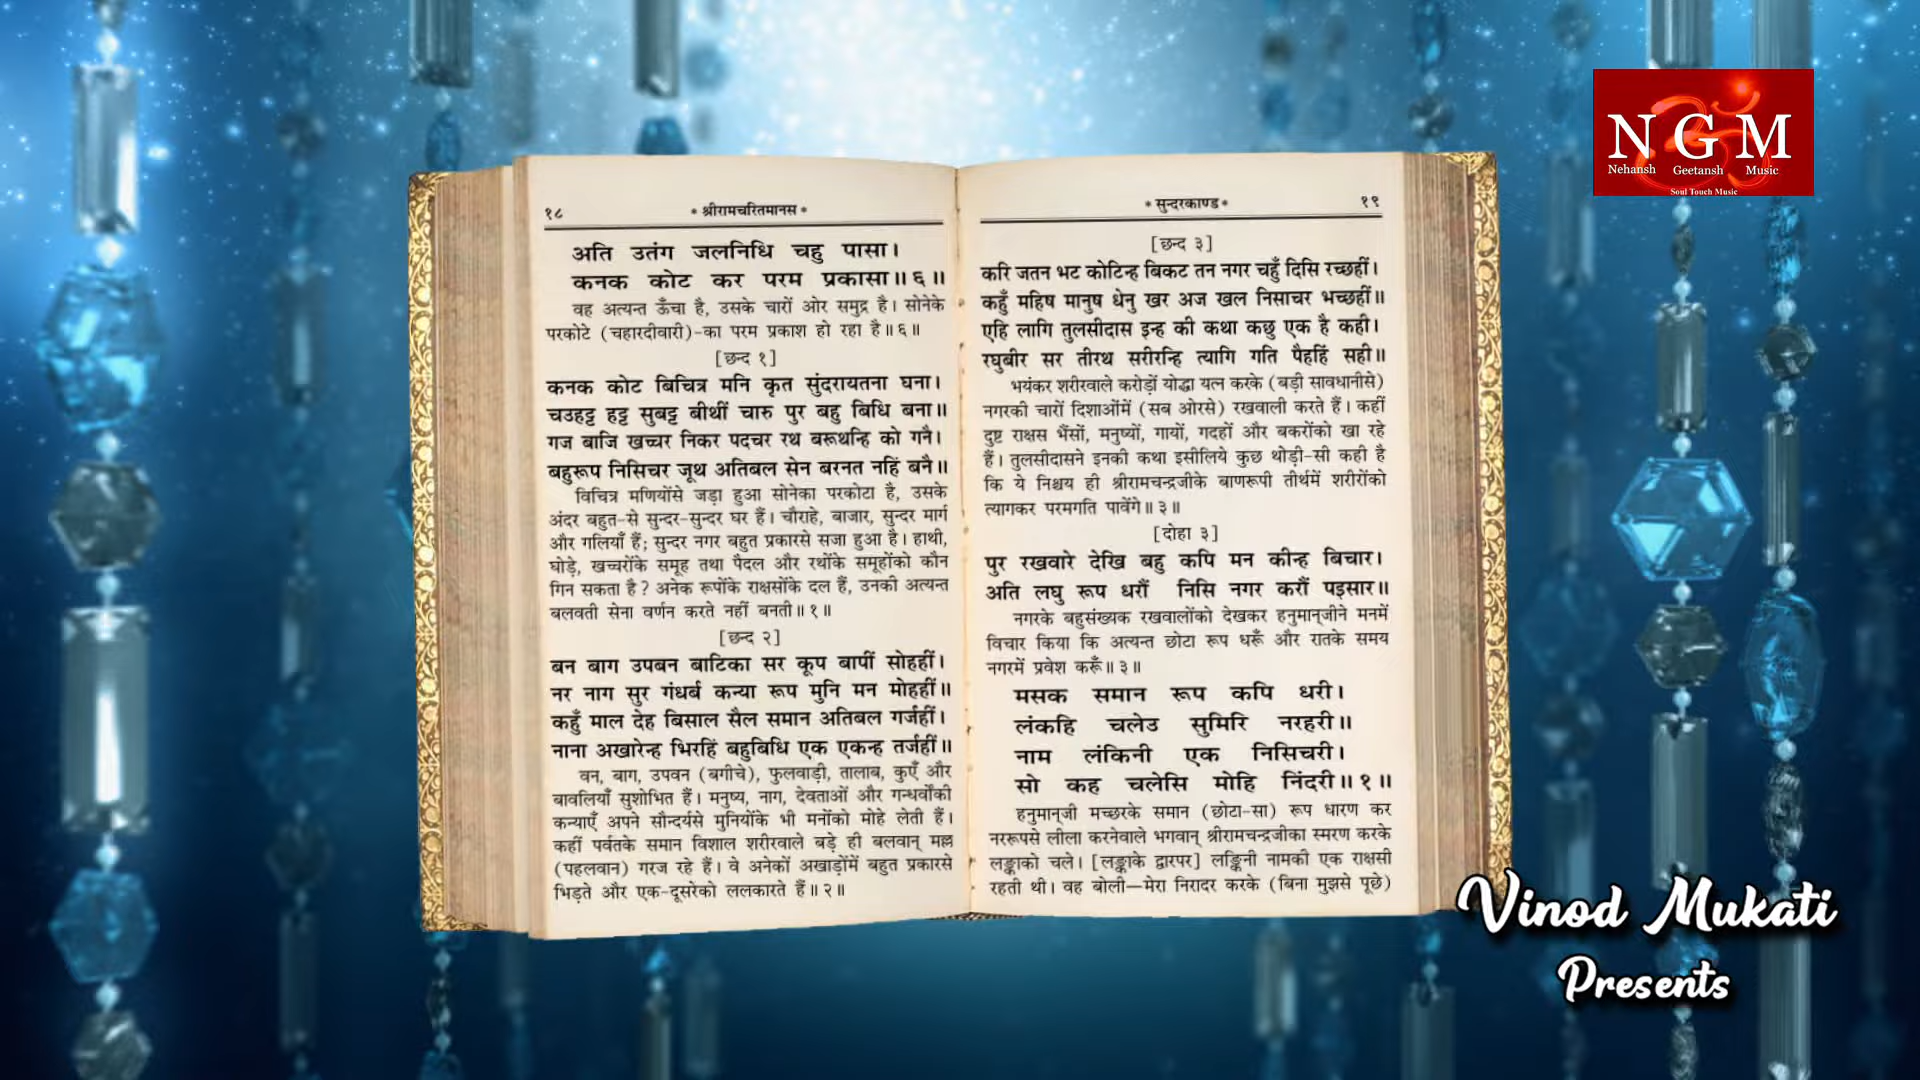 १८
* श्रीरामचरितमानस *
अति उतंग जलनिधि चहु पासा।
कनक कोट कर परम प्रकासा॥६॥
वह अत्यन्त ऊँचा है, उसके चारों ओर समुद्र है। सोनेके
परकोटे (चहारदीवारी)-का परम प्रकाश हो रहा है॥६॥
[छन्द १]
कनक कोट बिचित्र मनि कृत सुंदरायतना घना।
चउहट्ट हट्ट सुबट्ट बीथीं चारु पुर बहु बिधि बना॥
गज बाजि खच्चर निकर पदचर रथ बरूथन्हि को गनै।
बहुरूप निसिचर जूथ अतिबल सेन बरनत नहिं बनै॥
विचित्र मणियोंसे जड़ा हुआ सोनेका परकोटा है, उसके
अंदर बहुत-से सुन्दर-सुन्दर घर हैं। चौराहे, बाजार, सुन्दर मार्ग
और गलियाँ हैं; सुन्दर नगर बहुत प्रकारसे सजा हुआ है। हाथी,
घोड़े, खच्चरोंके समूह तथा पैदल और रथोंके समूहोंको कौन
गिन सकता है? अनेक रूपोंके राक्षसोंके दल हैं, उनकी अत्यन्त
बलवती सेना वर्णन करते नहीं बनती॥१॥
[छन्द २]
बन बाग उपबन बाटिका सर कूप बापीं सोहहीं।
नर नाग सुर गंधर्ब कन्या रूप मुनि मन मोहहीं॥
कहुँ माल देह बिसाल सैल समान अतिबल गर्जहीं।
नाना अखारेन्ह भिरहिं बहुबिधि एक एकन्ह तर्जहीं॥
वन, बाग, उपवन (बगीचे), फुलवाड़ी, तालाब, कुएँ और
बावलियाँ सुशोभित हैं। मनुष्य, नाग, देवताओं और गन्धर्वोंकी
कन्याएँ अपने सौन्दर्यसे मुनियोंके भी मनोंको मोहे लेती हैं।
कहीं पर्वतके समान विशाल शरीरवाले बड़े ही बलवान् मल्ल
(पहलवान) गरज रहे हैं। वे अनेकों अखाड़ोंमें बहुत प्रकारसे
भिड़ते और एक-दूसरेको ललकारते हैं॥२॥
* सुन्दरकाण्ड *
१९
[छन्द ३]
करि जतन भट कोटिन्ह बिकट तन नगर चहुँ दिसि रच्छहीं।
कहुँ महिष मानुष धेनु खर अज खल निसाचर भच्छहीं॥
एहि लागि तुलसीदास इन्ह की कथा कछु एक है कही।
रघुबीर सर तीरथ सरीरन्हि त्यागि गति पैहहिं सही॥
भयंकर शरीरवाले करोड़ों योद्धा यत्न करके (बड़ी सावधानीसे)
नगरकी चारों दिशाओंमें (सब ओरसे) रखवाली करते हैं। कहीं
दुष्ट राक्षस भैंसों, मनुष्यों, गायों, गदहों और बकरोंको खा रहे
हैं। तुलसीदासने इनकी कथा इसीलिये कुछ थोड़ी-सी कही है
कि ये निश्चय ही श्रीरामचन्द्रजीके बाणरूपी तीर्थमें शरीरोंको
त्यागकर परमगति पावेंगे॥३॥
[दोहा ३]
पुर रखवारे देखि बहु कपि मन कीन्ह बिचार।
अति लघु रूप धरौं निसि नगर करौं पइसार॥
नगरके बहुसंख्यक रखवालोंको देखकर हनुमान्‌जीने मनमें
विचार किया कि अत्यन्त छोटा रूप धरूँ और रातके समय
नगरमें प्रवेश करूँ॥३॥
मसक समान रूप कपि धरी।
लंकहि चलेउ सुमिरि नरहरी॥
नाम लंकिनी एक निसिचरी।
सो कह चलेसि मोहि निंदरी॥१॥
हनुमान्‌जी मच्छरके समान (छोटा-सा) रूप धारण कर
नररूपसे लीला करनेवाले भगवान् श्रीरामचन्द्रजीका स्मरण करके
लङ्काको चले। [लङ्काके द्वारपर] लङ्किनी नामकी एक राक्षसी
रहती थी। वह बोली—मेरा निरादर करके (बिना मुझसे पूछे)
N G M
Nehansh Geetansh Music
Soul Touch Music
Vinod Mukati
Presents